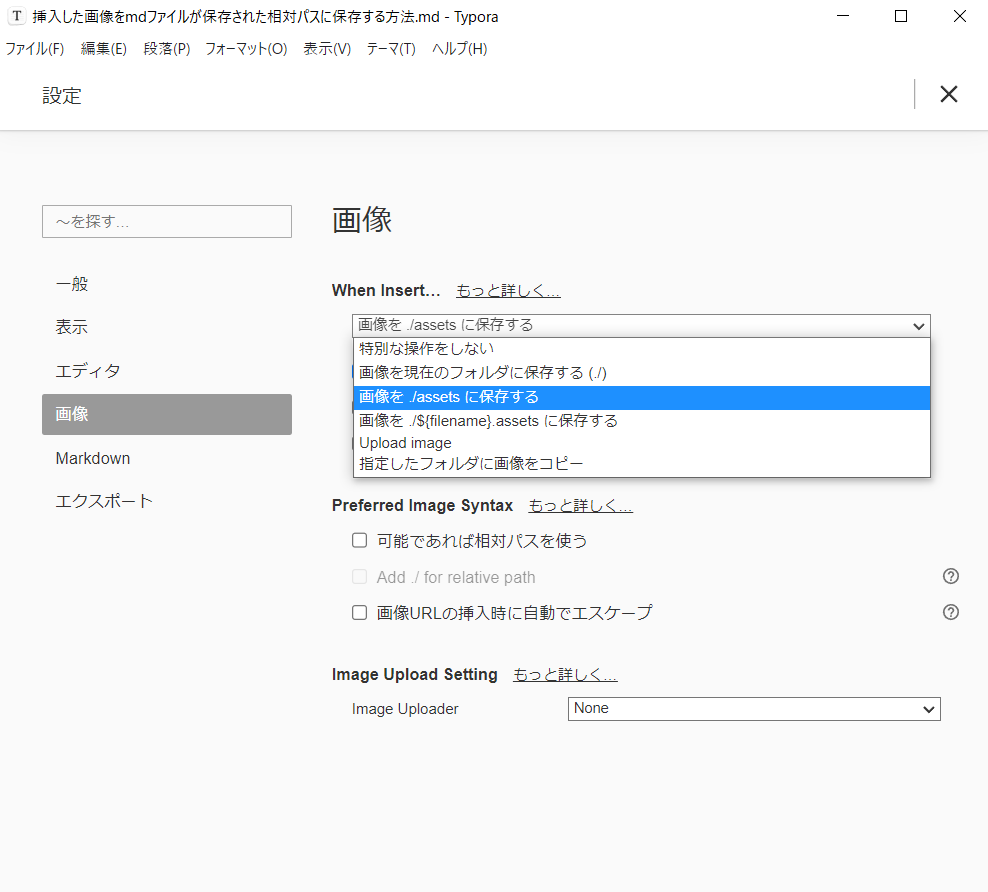 T 挿入した画像をmdファイルが保存された相対パスに保存する方法.md - Typora
ファイル(F) 編集(E) 段落(P) フォーマット(O) 表示(V) テーマ(T) ヘルプ(H)
設定
～を探す...
一般
表示
エディタ
画像
Markdown
エクスポート
画像
When Insert... もっと詳しく...
画像を ./assets に保存する
特別な操作をしない
画像を現在のフォルダに保存する (./)
画像を ./assets に保存する
画像を ./${filename}.assets に保存する
Upload image
指定したフォルダに画像をコピー
Preferred Image Syntax もっと詳しく...
可能であれば相対パスを使う
Add ./ for relative path
画像URLの挿入時に自動でエスケープ
Image Upload Setting もっと詳しく...
Image Uploader None